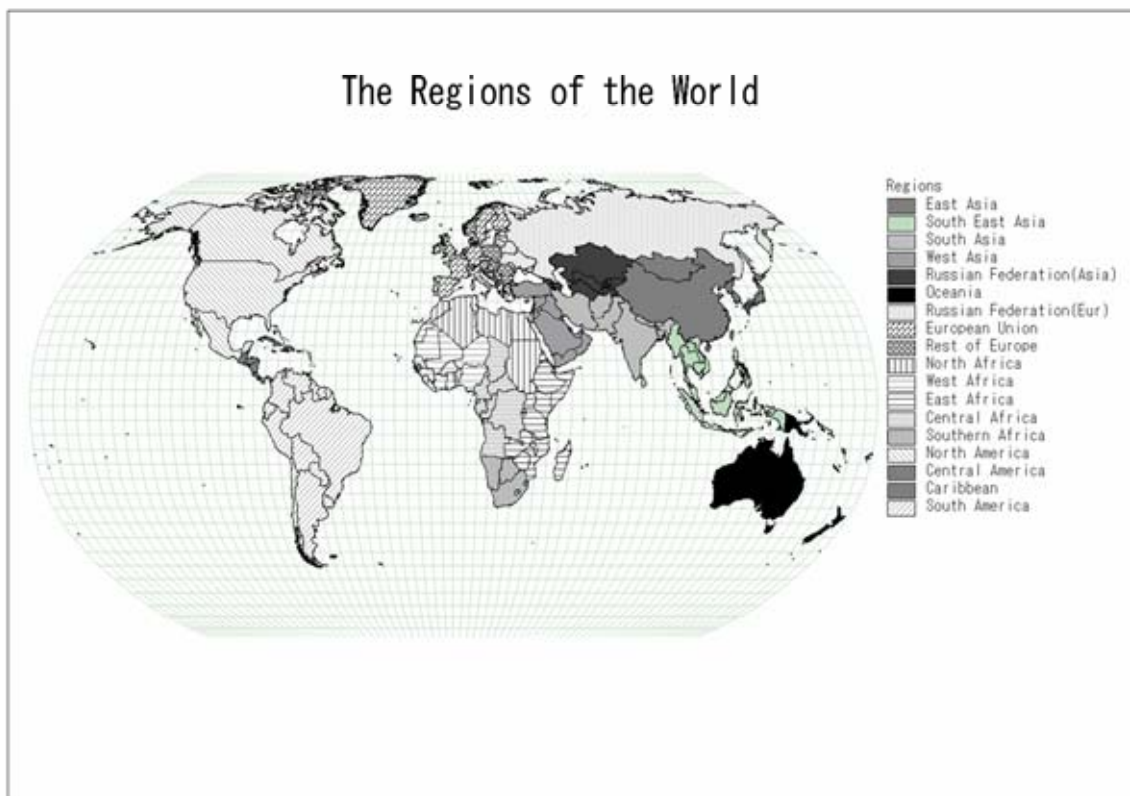 The Regions of the World
Regions
East Asia
South East Asia
South Asia
West Asia
Russian Federation(Asia)
Oceania
Russian Federation(Eur)
European Union
Rest of Europe
North Africa
West Africa
East Africa
Central Africa
Southern Africa
North America
Central America
Caribbean
South America